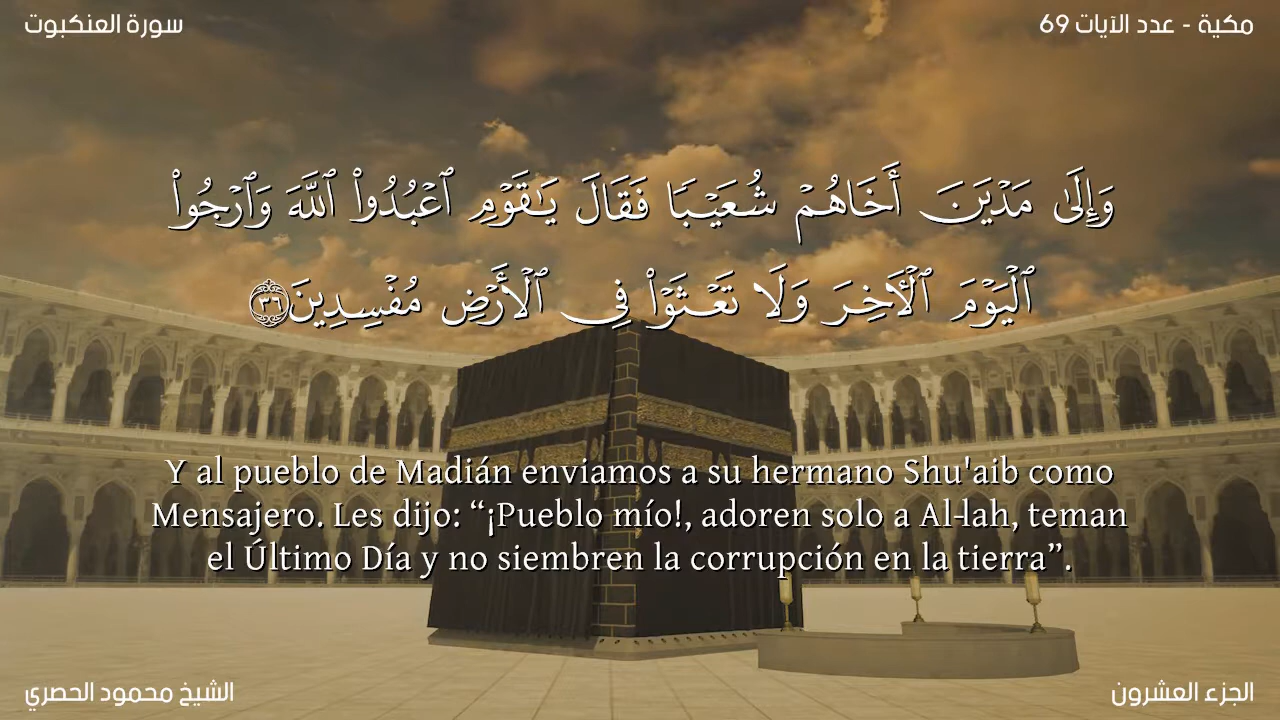 مكية - عدد الآيات 69
سورة العنكبوت
وَإِلَىٰ مَدۡيَنَ أَخَاهُمۡ شُعَيۡبٗا فَقَالَ يَٰقَوۡمِ ٱعۡبُدُواْ ٱللَّهَ وَٱرۡجُواْ
ٱلۡيَوۡمَ ٱلۡأٓخِرَ وَلَا تَعۡثَوۡاْ فِي ٱلۡأَرۡضِ مُفۡسِدِينَ ٣٦
Y al pueblo de Madián enviamos a su hermano Shu'aib como
Mensajero. Les dijo: “¡Pueblo mío!, adoren solo a Al-lah, teman
el Último Día y no siembren la corrupción en la tierra”.
الجزء العشرون
الشيخ محمود الحصري